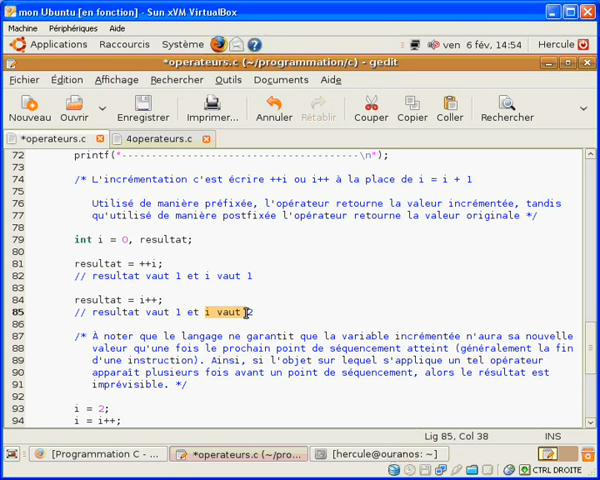 mon Ubuntu [en fonction] - Sun xVM VirtualBox
Machine Périphériques Aide
Applications Raccourcis Système ven 6 fév, 14:54 Hercule
*operateurs.c (~/programmation/c) - gedit
Fichier Édition Affichage Rechercher Outils Documents Aide
Nouveau Ouvrir Enregistrer Imprimer... Annuler Rétablir Couper Copier Coller Rechercher
*operateurs.c 4operateurs.c
72 printf("----------------------------------------\n");
73
74 /* L'incrémentation c'est écrire ++i ou i++ à la place de i = i + 1
75
76 Utilisé de manière préfixée, l'opérateur retourne la valeur incrémentée, tandis
77 qu'utilisé de manière postfixée l'opérateur retourne la valeur originale */
78
79 int i = 0, resultat;
80
81 resultat = ++i;
82 // resultat vaut 1 et i vaut 1
83
84 resultat = i++;
85 // resultat vaut 1 et i vaut 2
86
87 /* À noter que le langage ne garantit que la variable incrémentée n'aura sa nouvelle
88 valeur qu'une fois le prochain point de séquencement atteint (généralement la fin
89 d'une instruction). Ainsi, si l'objet sur lequel s'applique un tel opérateur
90 apparaît plusieurs fois avant un point de séquencement, alors le résultat est
91 imprévisible. */
92
93 i = 2;
94 i = i++;
Lig 85, Col 38 INS
[Programmation C - ... *operateurs.c (~/pro... [hercule@ouranos: ~]
CTRL DROITE